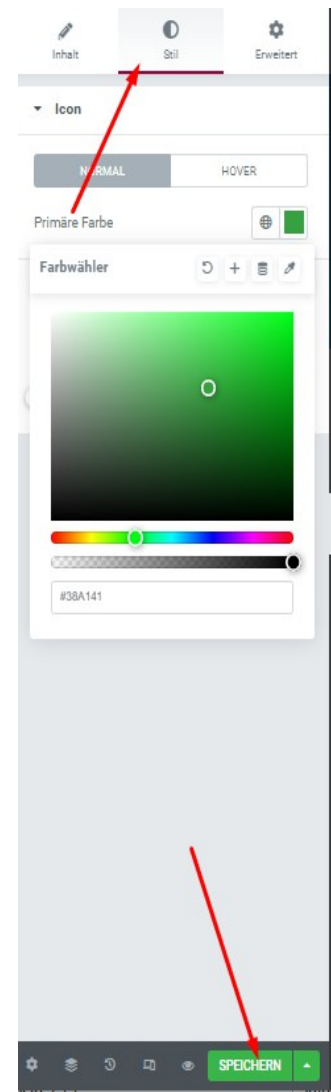 Inhalt Stil Erweitert
Icon
NORMAL HOVER
Primäre Farbe
Farbwähler
#38A141
SPEICHERN